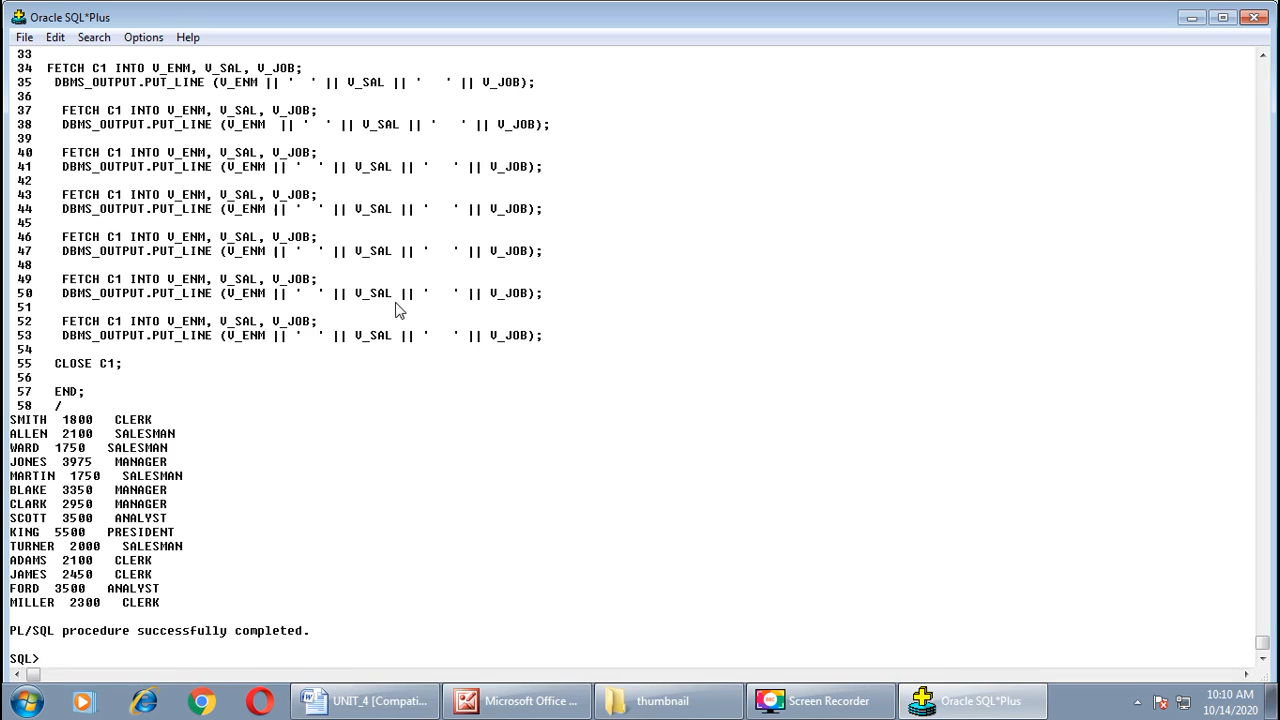 Oracle SQL*Plus
File Edit Search Options Help
33
34 FETCH C1 INTO V_ENM, V_SAL, V_JOB;
35 DBMS_OUTPUT.PUT_LINE (V_ENM || '  ' || V_SAL || '   ' || V_JOB);
36
37 FETCH C1 INTO V_ENM, V_SAL, V_JOB;
38 DBMS_OUTPUT.PUT_LINE (V_ENM  || '  ' || V_SAL || '   ' || V_JOB);
39
40 FETCH C1 INTO V_ENM, V_SAL, V_JOB;
41 DBMS_OUTPUT.PUT_LINE (V_ENM || '  ' || V_SAL || '   ' || V_JOB);
42
43 FETCH C1 INTO V_ENM, V_SAL, V_JOB;
44 DBMS_OUTPUT.PUT_LINE (V_ENM || '  ' || V_SAL || '   ' || V_JOB);
45
46 FETCH C1 INTO V_ENM, V_SAL, V_JOB;
47 DBMS_OUTPUT.PUT_LINE (V_ENM || '  ' || V_SAL || '   ' || V_JOB);
48
49 FETCH C1 INTO V_ENM, V_SAL, V_JOB;
50 DBMS_OUTPUT.PUT_LINE (V_ENM || '  ' || V_SAL || '   ' || V_JOB);
51
52 FETCH C1 INTO V_ENM, V_SAL, V_JOB;
53 DBMS_OUTPUT.PUT_LINE (V_ENM || '  ' || V_SAL || '   ' || V_JOB);
54
55 CLOSE C1;
56
57 END;
58 /
SMITH 1800 CLERK
ALLEN 2100 SALESMAN
WARD 1750 SALESMAN
JONES 3975 MANAGER
MARTIN 1750 SALESMAN
BLAKE 3350 MANAGER
CLARK 2950 MANAGER
SCOTT 3500 ANALYST
KING 5500 PRESIDENT
TURNER 2000 SALESMAN
ADAMS 2100 CLERK
JAMES 2450 CLERK
FORD 3500 ANALYST
MILLER 2300 CLERK
PL/SQL procedure successfully completed.
SQL>
UNIT_4 [Compati... Microsoft Office ... thumbnail Screen Recorder Oracle SQL*Plus
10:10 AM
10/14/2020